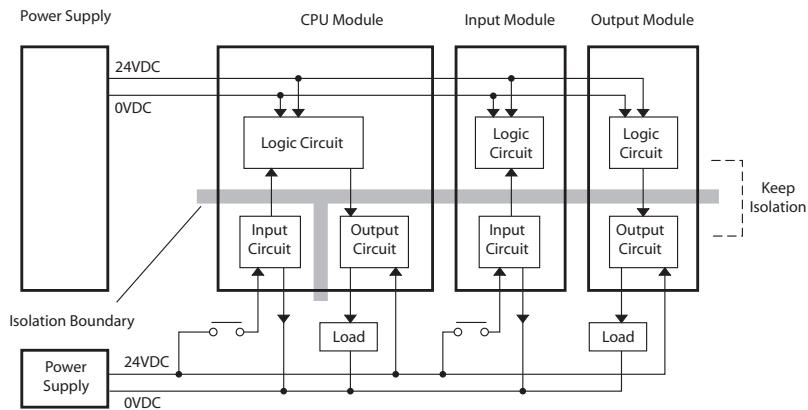 Power Supply
CPU Module
Input Module
Output Module
24VDC
0VDC
Logic Circuit
Logic
Circuit
Logic
Circuit
Keep
Isolation
Input
Circuit
Output
Circuit
Input
Circuit
Output
Circuit
Isolation Boundary
Load
Load
Power
Supply
24VDC
0VDC